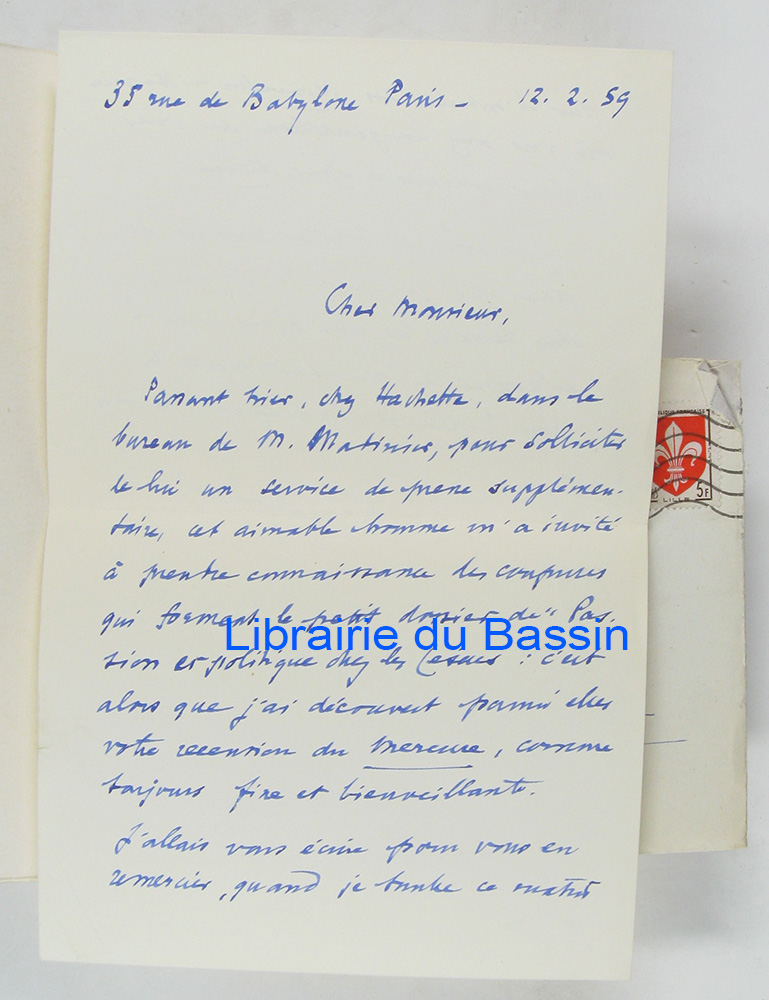 35 rue de Babylone Paris - 12. 2. 59
Cher Monsieur,
Passant hier, chez Hachette, dans le
bureau de M. Matinier, pour solliciter
de lui un service de presse supplémen-
taire, cet aimable homme m'a invité
à prendre connaissance des coupures
qui forment le petit dossier de "Pas-
sion et politique chez les Césars : c'est
alors que j'ai découvert parmi elles
votre recension du Mercure, comme
toujours fine et bienveillante.
J'allais vous écrire pour vous en
remercier, quand je tombe ce matin
Librairie du Bassin
IQUE FRANÇAISE
5F
LILLE